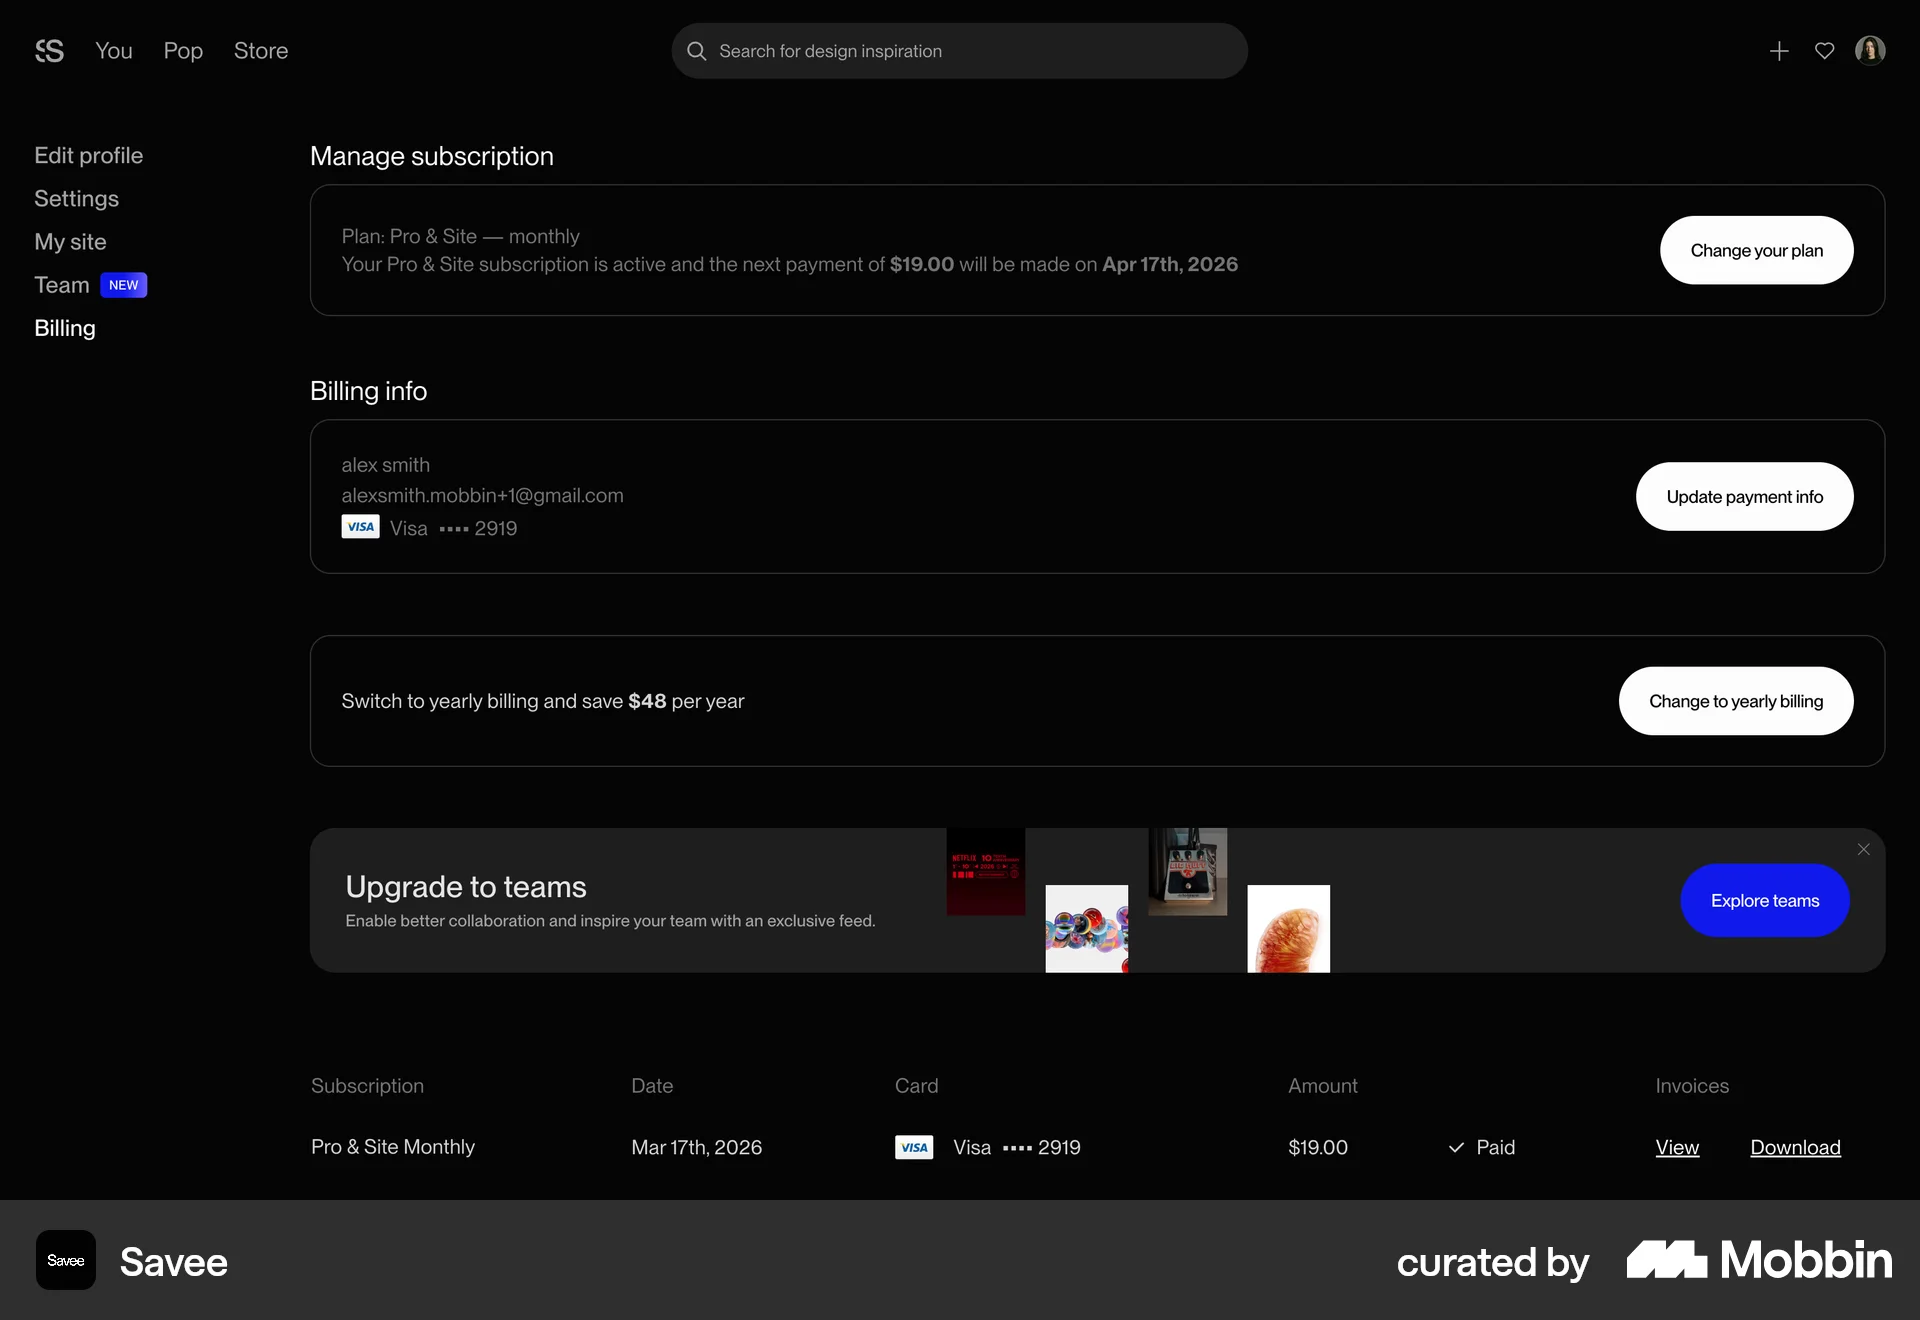 You Pop Store
Search for design inspiration
Edit profile
Settings
My site
Team NEW
Billing
Manage subscription
Plan: Pro & Site — monthly
Your Pro & Site subscription is active and the next payment of $19.00 will be made on Apr 17th, 2026
Change your plan
Billing info
alex smith
alexsmith.mobbin+1@gmail.com
VISA Visa •••• 2919
Update payment info
Switch to yearly billing and save $48 per year
Change to yearly billing
Upgrade to teams
Enable better collaboration and inspire your team with an exclusive feed.
NETFLIX 10
Explore teams
Subscription Date Card Amount Invoices
Pro & Site Monthly Mar 17th, 2026 VISA Visa •••• 2919 $19.00 Paid View Download
Savee Savee
curated by Mobbin